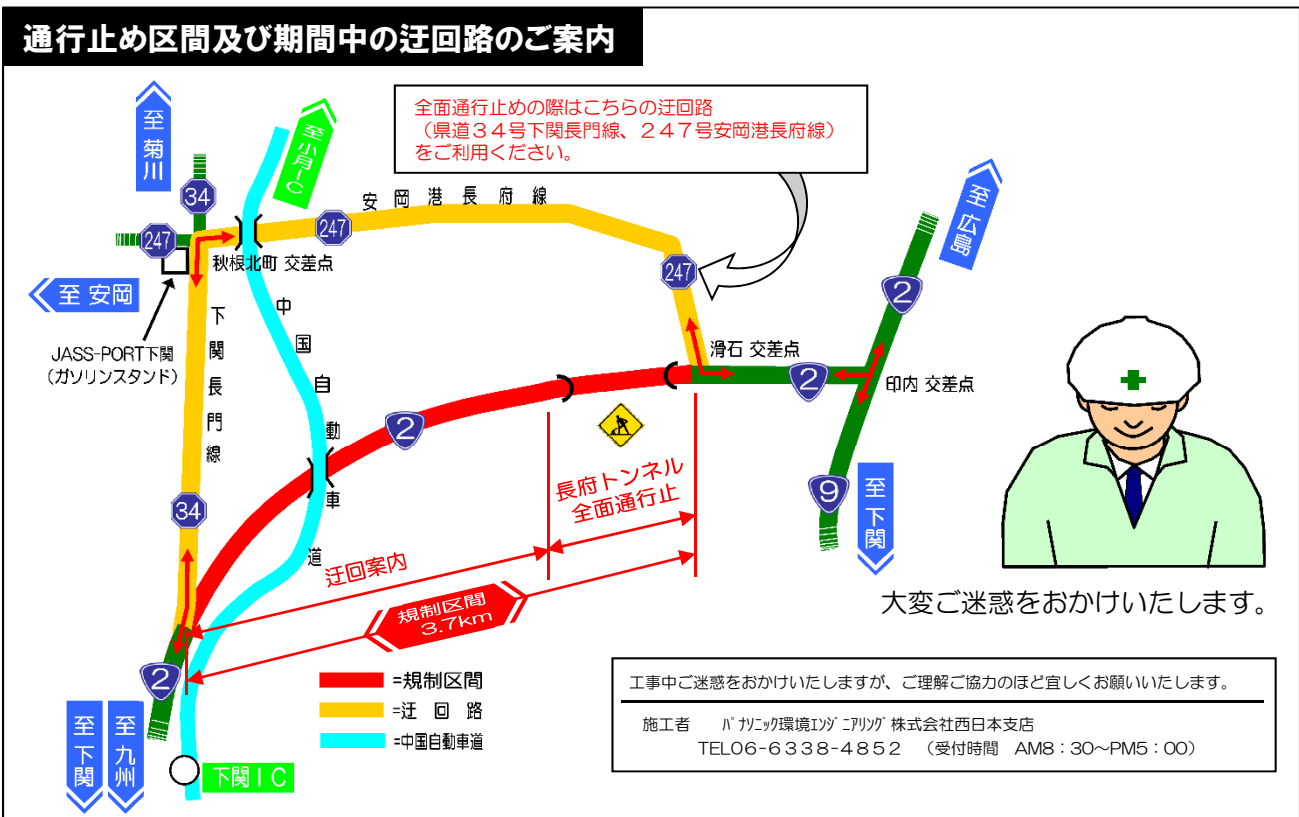 通行止め区間及び期間中の迂回路のご案内
至 菊川
至 小月IC
全面通行止めの際はこちらの迂回路
（県道34号下関長門線、247号安岡港長府線）
をご利用ください。
34
安岡港長府線
至 広島
247
247
秋根北町 交差点
247
至 安岡
2
中国自動車道
下関長門線
JASS-PORT下関
（ガソリンスタンド）
滑石 交差点
2
印内 交差点
2
長府トンネル
全面通行止
9
至 下関
34
迂回案内
規制区間
3.7km
大変ご迷惑をおかけいたします。
2
=規制区間
=迂 回 路
=中国自動車道
至 下関
至 九州
下関IC
工事中ご迷惑をおかけいたしますが、ご理解ご協力のほど宜しくお願いいたします。
施工者 ﾊﾟﾅｿﾆｯｸ環境ｴﾝｼﾞﾆｱﾘﾝｸﾞ株式会社西日本支店
TEL06-6338-4852 （受付時間 AM8：30～PM5：00）